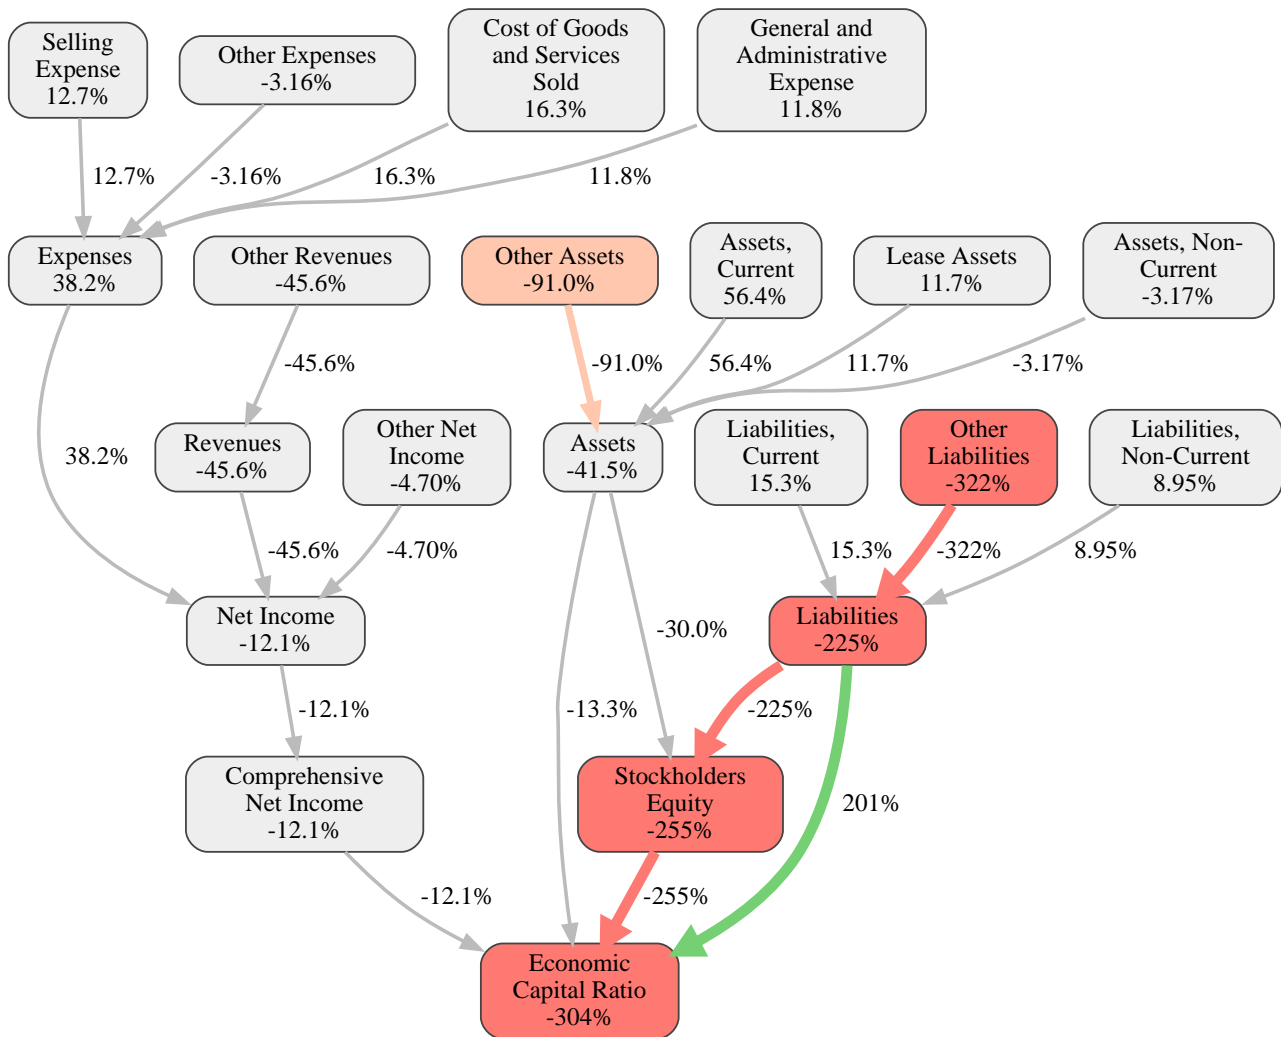 Selling
Expense
12.7%
Other Expenses
-3.16%
Cost of Goods
and Services
Sold
16.3%
General and
Administrative
Expense
11.8%
12.7%
-3.16%
16.3%
11.8%
Expenses
38.2%
Other Revenues
-45.6%
Other Assets
-91.0%
Assets,
Current
56.4%
Lease Assets
11.7%
Assets, Non-
Current
-3.17%
-45.6%
-91.0%
56.4%
11.7%
-3.17%
38.2%
Revenues
-45.6%
Other Net
Income
-4.70%
Assets
-41.5%
Liabilities,
Current
15.3%
Other
Liabilities
-322%
Liabilities,
Non-Current
8.95%
-45.6%
-4.70%
15.3%
-322%
8.95%
Net Income
-12.1%
-30.0%
Liabilities
-225%
-12.1%
-13.3%
-225%
Comprehensive
Net Income
-12.1%
Stockholders
Equity
-255%
201%
-12.1%
-255%
Economic
Capital Ratio
-304%